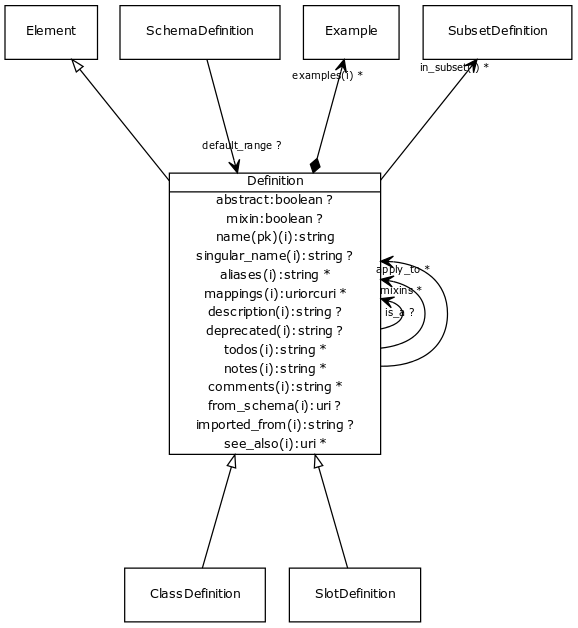 Element
SchemaDefinition
Example
SubsetDefinition
examples(i) *
in_subset(i) *
default_range ?
Definition
abstract:boolean ?
mixin:boolean ?
name(pk)(i):string
singular_name(i):string ?
aliases(i):string *
mappings(i):uriorcuri *
description(i):string ?
deprecated(i):string ?
todos(i):string *
notes(i):string *
comments(i):string *
from_schema(i):uri ?
imported_from(i):string ?
see_also(i):uri *
apply_to *
mixins *
is_a ?
ClassDefinition
SlotDefinition